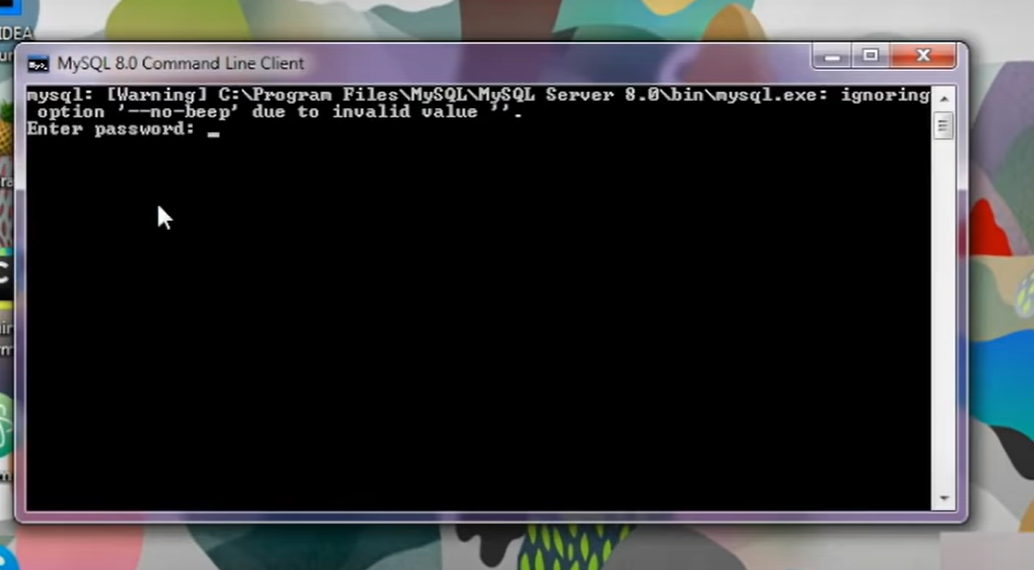 IDEA
MySQL 8.0 Command Line Client
mysql: [Warning] C:\Program Files\MySQL\MySQL Server 8.0\bin\mysql.exe: ignoring
option '--no-beep' due to invalid value ''.
Enter password: _